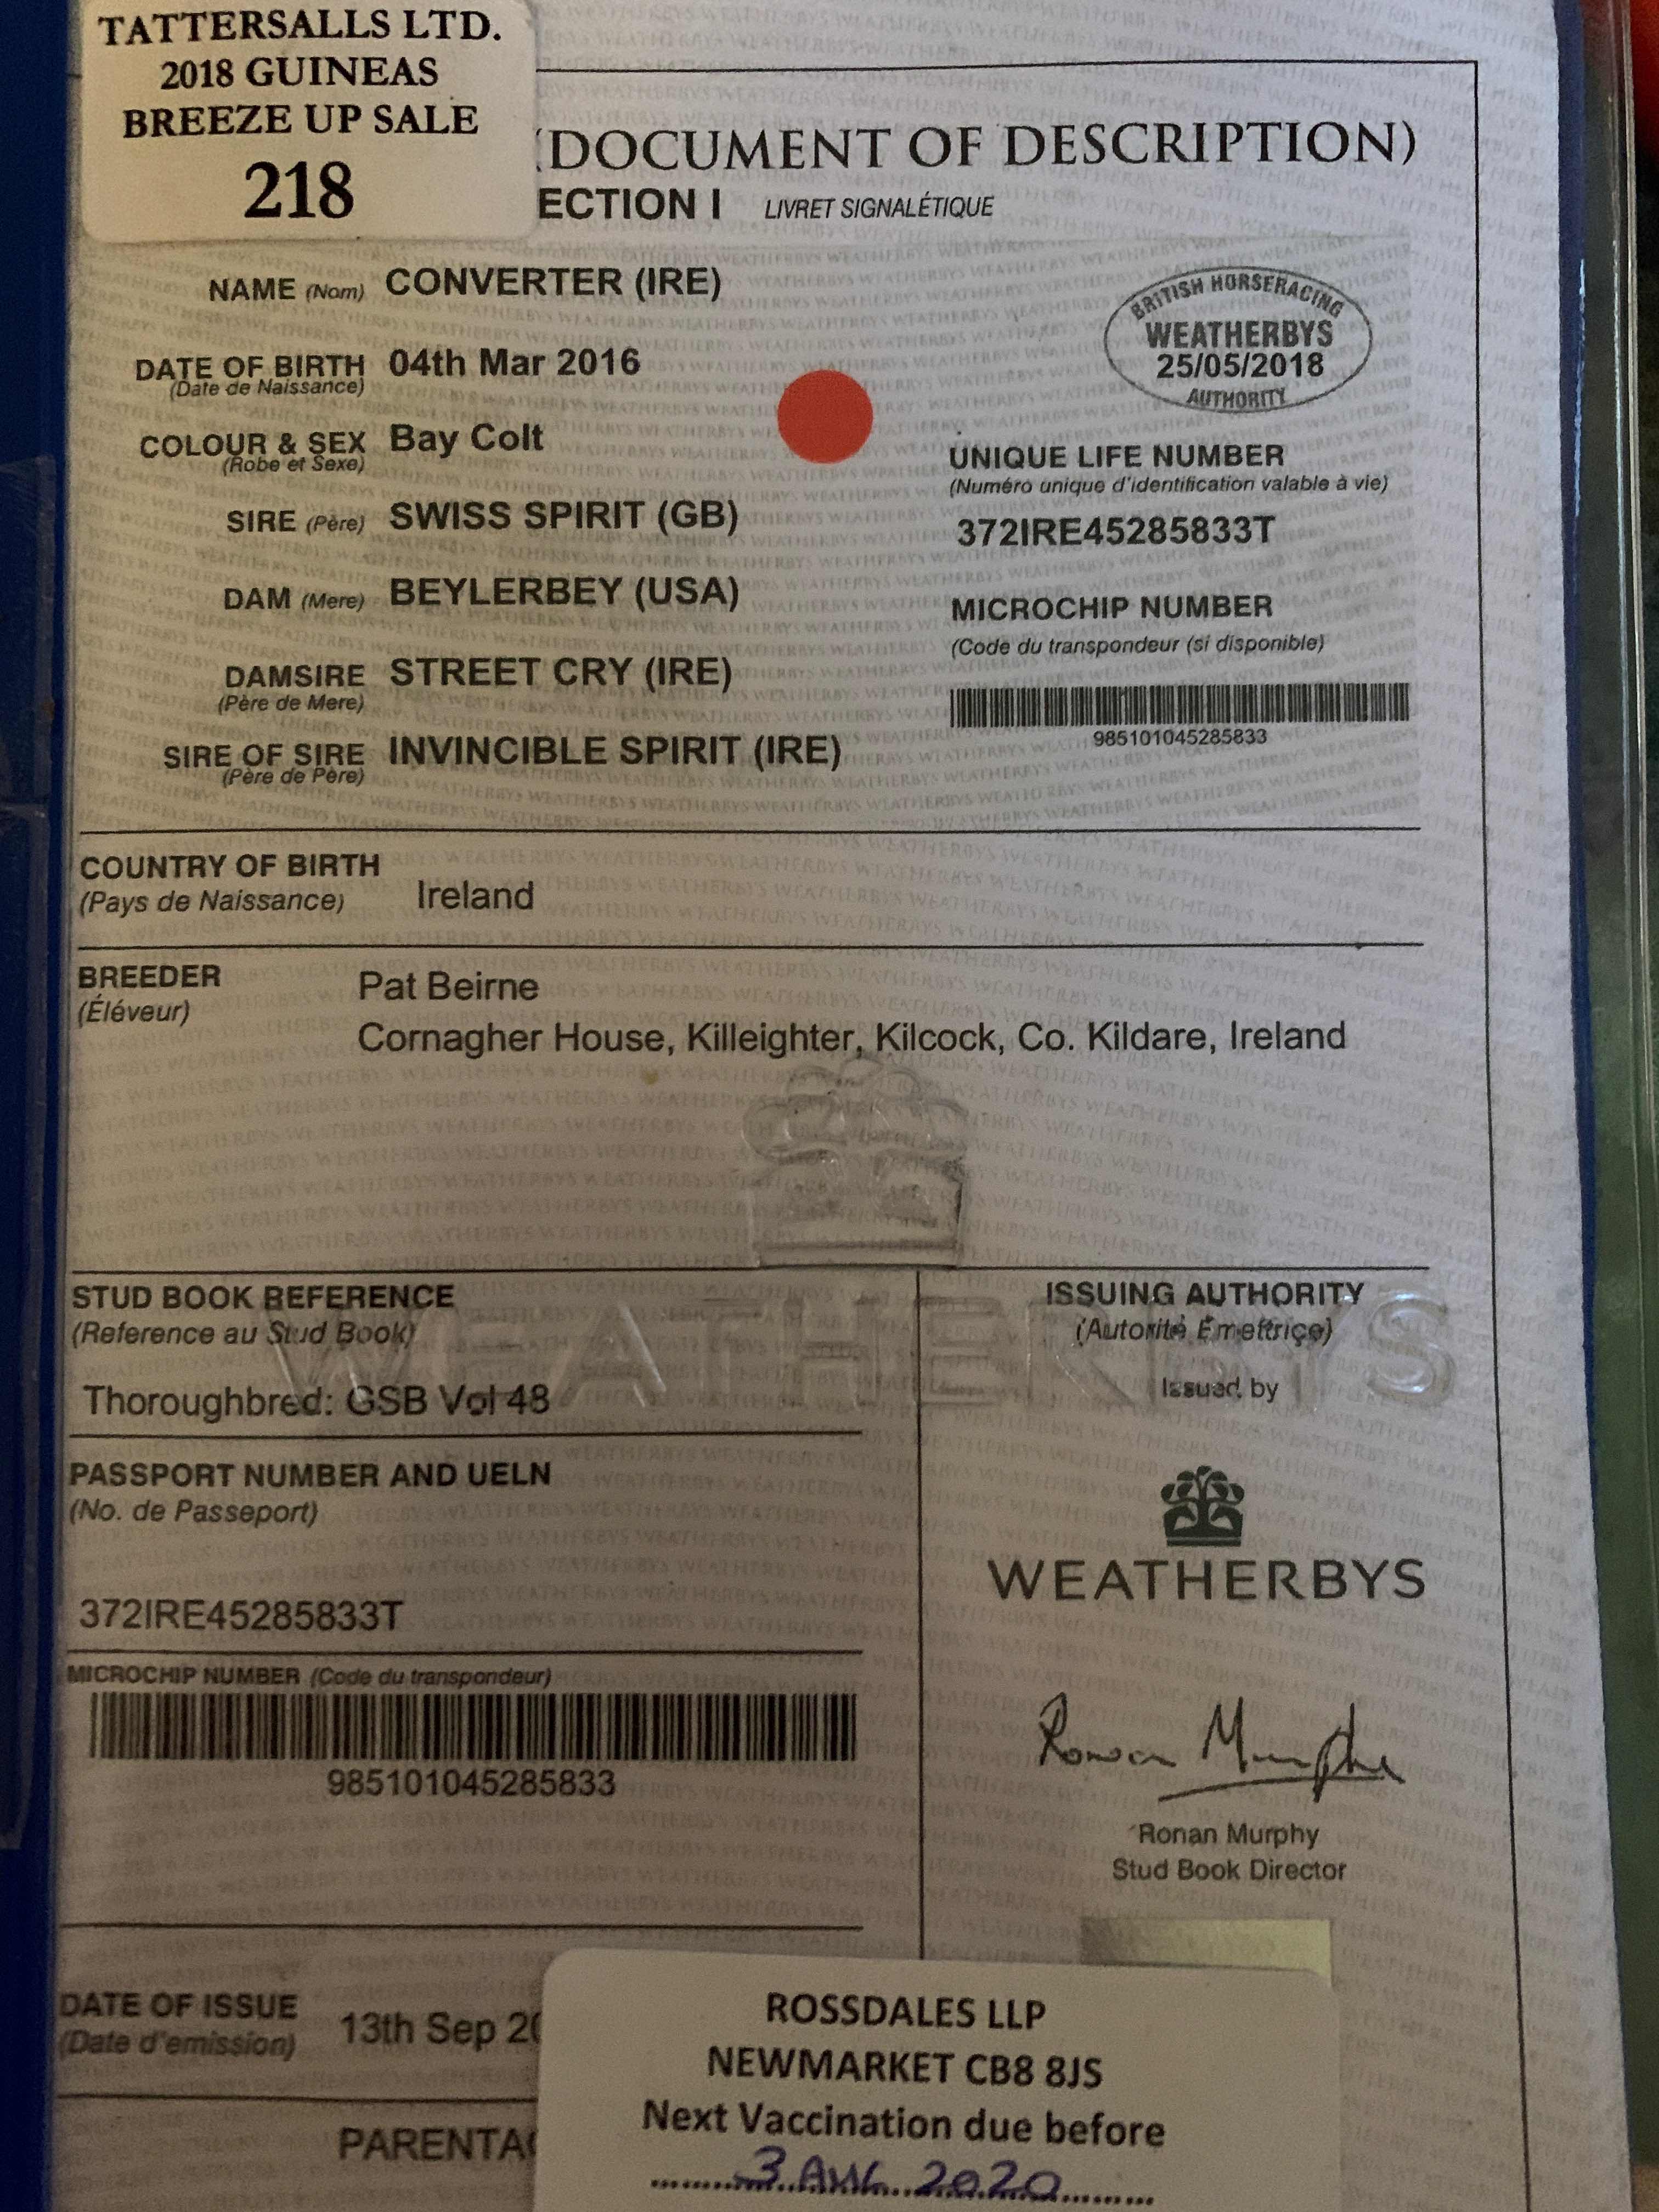 TATTERSALLS LTD.
2018 GUINEAS
BREEZE UP SALE
218
(DOCUMENT OF DESCRIPTION)
ECTION I LIVRET SIGNALÉTIQUE
NAME (Nom) CONVERTER (IRE)
DATE OF BIRTH 04th Mar 2016
(Date de Naissance)
COLOUR & SEX Bay Colt
(Robe et Sexe)
SIRE (Père) SWISS SPIRIT (GB)
DAM (Mere) BEYLERBEY (USA)
DAMSIRE STREET CRY (IRE)
(Père de Mere)
SIRE OF SIRE INVINCIBLE SPIRIT (IRE)
(Père de Père)
BRITISH HORSERACING
WEATHERBYS
25/05/2018
AUTHORITY
UNIQUE LIFE NUMBER
(Numéro unique d'identification valable à vie)
372IRE45285833T
MICROCHIP NUMBER
(Code du transpondeur (si disponible)
985101045285833
COUNTRY OF BIRTH
(Pays de Naissance) Ireland
BREEDER Pat Beirne
(Éléveur)
Cornagher House, Killeighter, Kilcock, Co. Kildare, Ireland
WEATHERBYS
STUD BOOK REFERENCE
(Reference au Stud Book)
Thoroughbred: GSB Vol 48
PASSPORT NUMBER AND UELN
(No. de Passeport)
372IRE45285833T
MICROCHIP NUMBER (Code du transpondeur)
985101045285833
ISSUING AUTHORITY
(Autorité Émettriçe)
Issued by
WEATHERBYS
Ronan Murphy
Ronan Murphy
Stud Book Director
DATE OF ISSUE 13th Sep 20
(Date d'emission)
PARENTA
ROSSDALES LLP
NEWMARKET CB8 8JS
Next Vaccination due before
3 AUG 2020